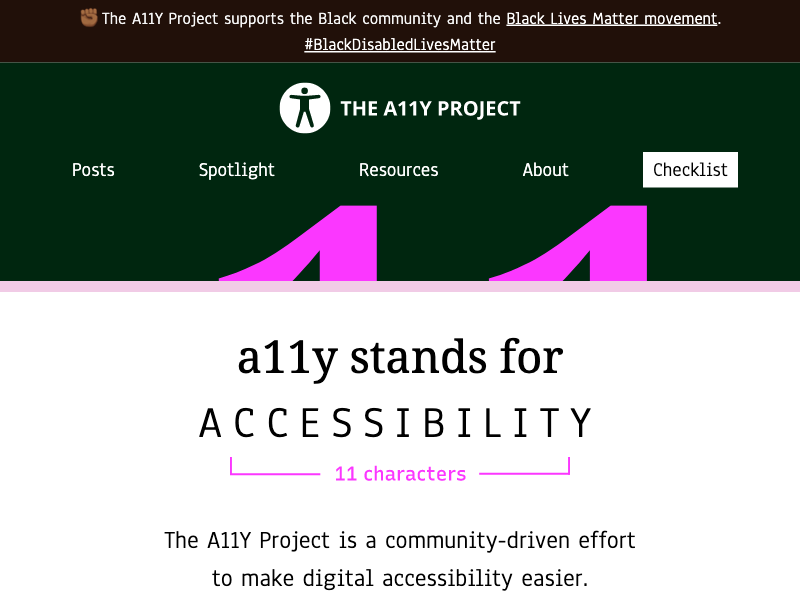 ✊🏾The A11Y Project supports the Black community and the Black Lives Matter movement.
#BlackDisabledLivesMatter
THE A11Y PROJECT
Posts Spotlight Resources About Checklist
11
a11y stands for
ACCESSIBILITY
11 characters
The A11Y Project is a community-driven effort
to make digital accessibility easier.